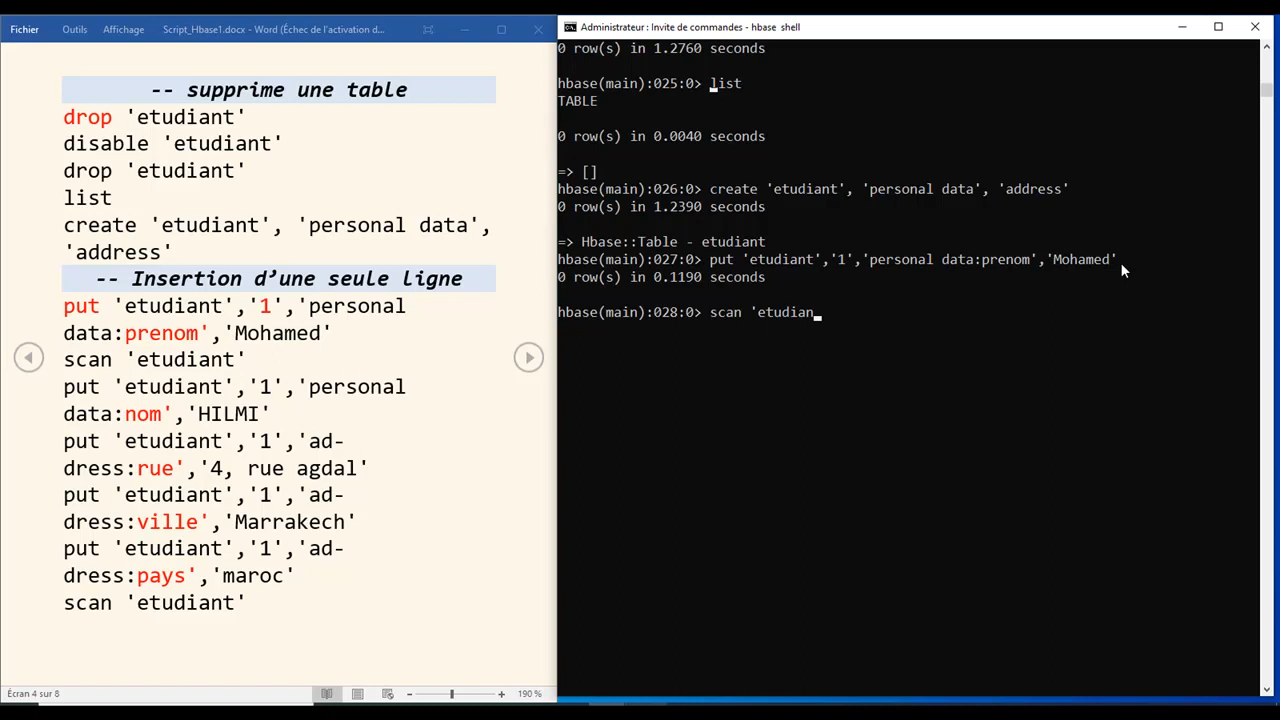 Fichier Outils Affichage Script_Hbase1.docx - Word (Échec de l'activation d...
-- supprime une table
drop 'etudiant'
disable 'etudiant'
drop 'etudiant'
list
create 'etudiant', 'personal data',
'address'
-- Insertion d’une seule ligne
put 'etudiant','1','personal
data:prenom','Mohamed'
scan 'etudiant'
put 'etudiant','1','personal
data:nom','HILMI'
put 'etudiant','1','ad-
dress:rue','4, rue agdal'
put 'etudiant','1','ad-
dress:ville','Marrakech'
put 'etudiant','1','ad-
dress:pays','maroc'
scan 'etudiant'
Écran 4 sur 8
190 %
Administrateur : Invite de commandes - hbase shell
0 row(s) in 1.2760 seconds
hbase(main):025:0> list
TABLE
0 row(s) in 0.0040 seconds
=> []
hbase(main):026:0> create 'etudiant', 'personal data', 'address'
0 row(s) in 1.2390 seconds
=> Hbase::Table - etudiant
hbase(main):027:0> put 'etudiant','1','personal data:prenom','Mohamed'
0 row(s) in 0.1190 seconds
hbase(main):028:0> scan 'etudian